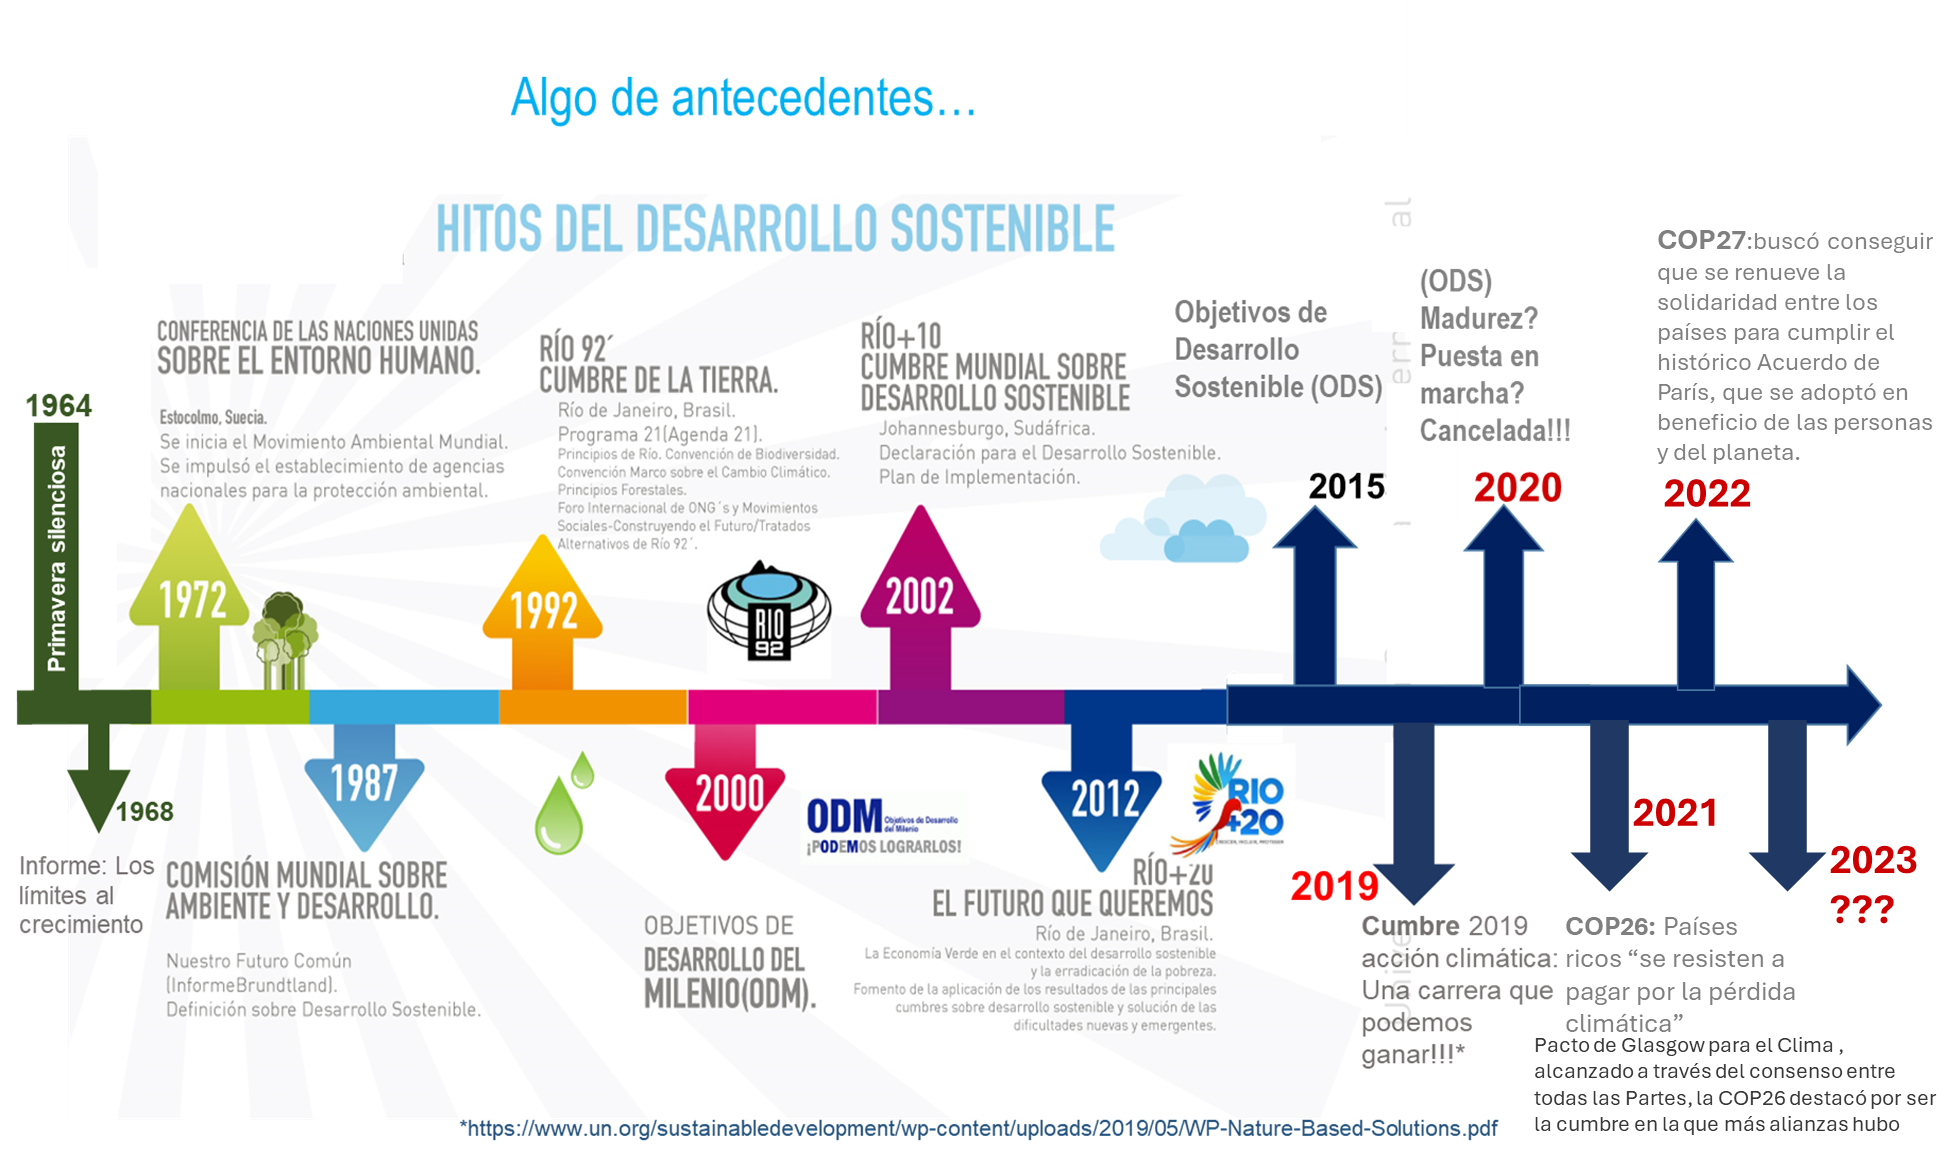 Algo de antecedentes…
HITOS DEL DESARROLLO SOSTENIBLE
1964
Primavera silenciosa
CONFERENCIA DE LAS NACIONES UNIDAS
SOBRE EL ENTORNO HUMANO.
Estocolmo, Suecia.
Se inicia el Movimiento Ambiental Mundial.
Se impulsó el establecimiento de agencias
nacionales para la protección ambiental.
1972
RÍO 92´
CUMBRE DE LA TIERRA.
Río de Janeiro, Brasil.
Programa 21(Agenda 21).
Principios de Río. Convención de Biodiversidad.
Convención Marco sobre el Cambio Climático.
Principios Forestales.
Foro Internacional de ONG´s y Movimientos
Sociales-Construyendo el Futuro/Tratados
Alternativos de Río 92´.
1992
RIO
92
RÍO+10
CUMBRE MUNDIAL SOBRE
DESARROLLO SOSTENIBLE
Johannesburgo, Sudáfrica.
Declaración para el Desarrollo Sostenible.
Plan de Implementación.
2002
Objetivos de
Desarrollo
Sostenible (ODS)
2015
(ODS)
Madurez?
Puesta en
marcha?
Cancelada!!!
2020
COP27:buscó conseguir
que se renueve la
solidaridad entre los
países para cumplir el
histórico Acuerdo de
París, que se adoptó en
beneficio de las personas
y del planeta.
2022
1968
Informe: Los
límites al
crecimiento
1987
COMISIÓN MUNDIAL SOBRE
AMBIENTE Y DESARROLLO.
Nuestro Futuro Común
(InformeBrundtland).
Definición sobre Desarrollo Sostenible.
2000
ODM Objetivos de Desarrollo
del Milenio
¡PODEMOS LOGRARLOS!
OBJETIVOS DE
DESARROLLO DEL
MILENIO(ODM).
2012
RIO
+20
RÍO+20
EL FUTURO QUE QUEREMOS
Río de Janeiro, Brasil.
La Economía Verde en el contexto del desarrollo sostenible
y la erradicación de la pobreza.
Fomento de la aplicación de los resultados de las principales
cumbres sobre desarrollo sostenible y solución de las
dificultades nuevas y emergentes.
2019
Cumbre 2019
acción climática:
Una carrera que
podemos
ganar!!!*
2021
COP26: Países
ricos “se resisten a
pagar por la pérdida
climática”
Pacto de Glasgow para el Clima ,
alcanzado a través del consenso entre
todas las Partes, la COP26 destacó por ser
la cumbre en la que más alianzas hubo
2023
???
*https://www.un.org/sustainabledevelopment/wp-content/uploads/2019/05/WP-Nature-Based-Solutions.pdf